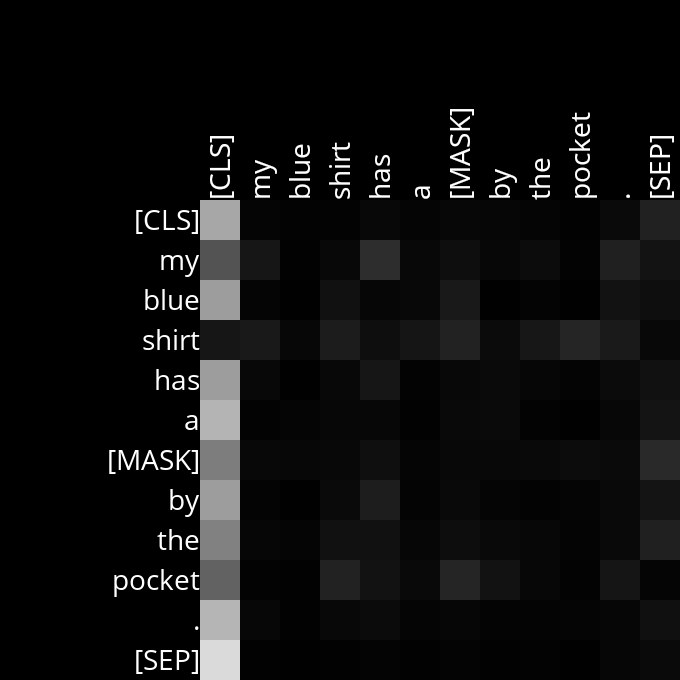 [CLS] my blue shirt has a [MASK] by the pocket . [SEP]
[CLS]
my
blue
shirt
has
a
[MASK]
by
the
pocket
.
[SEP]